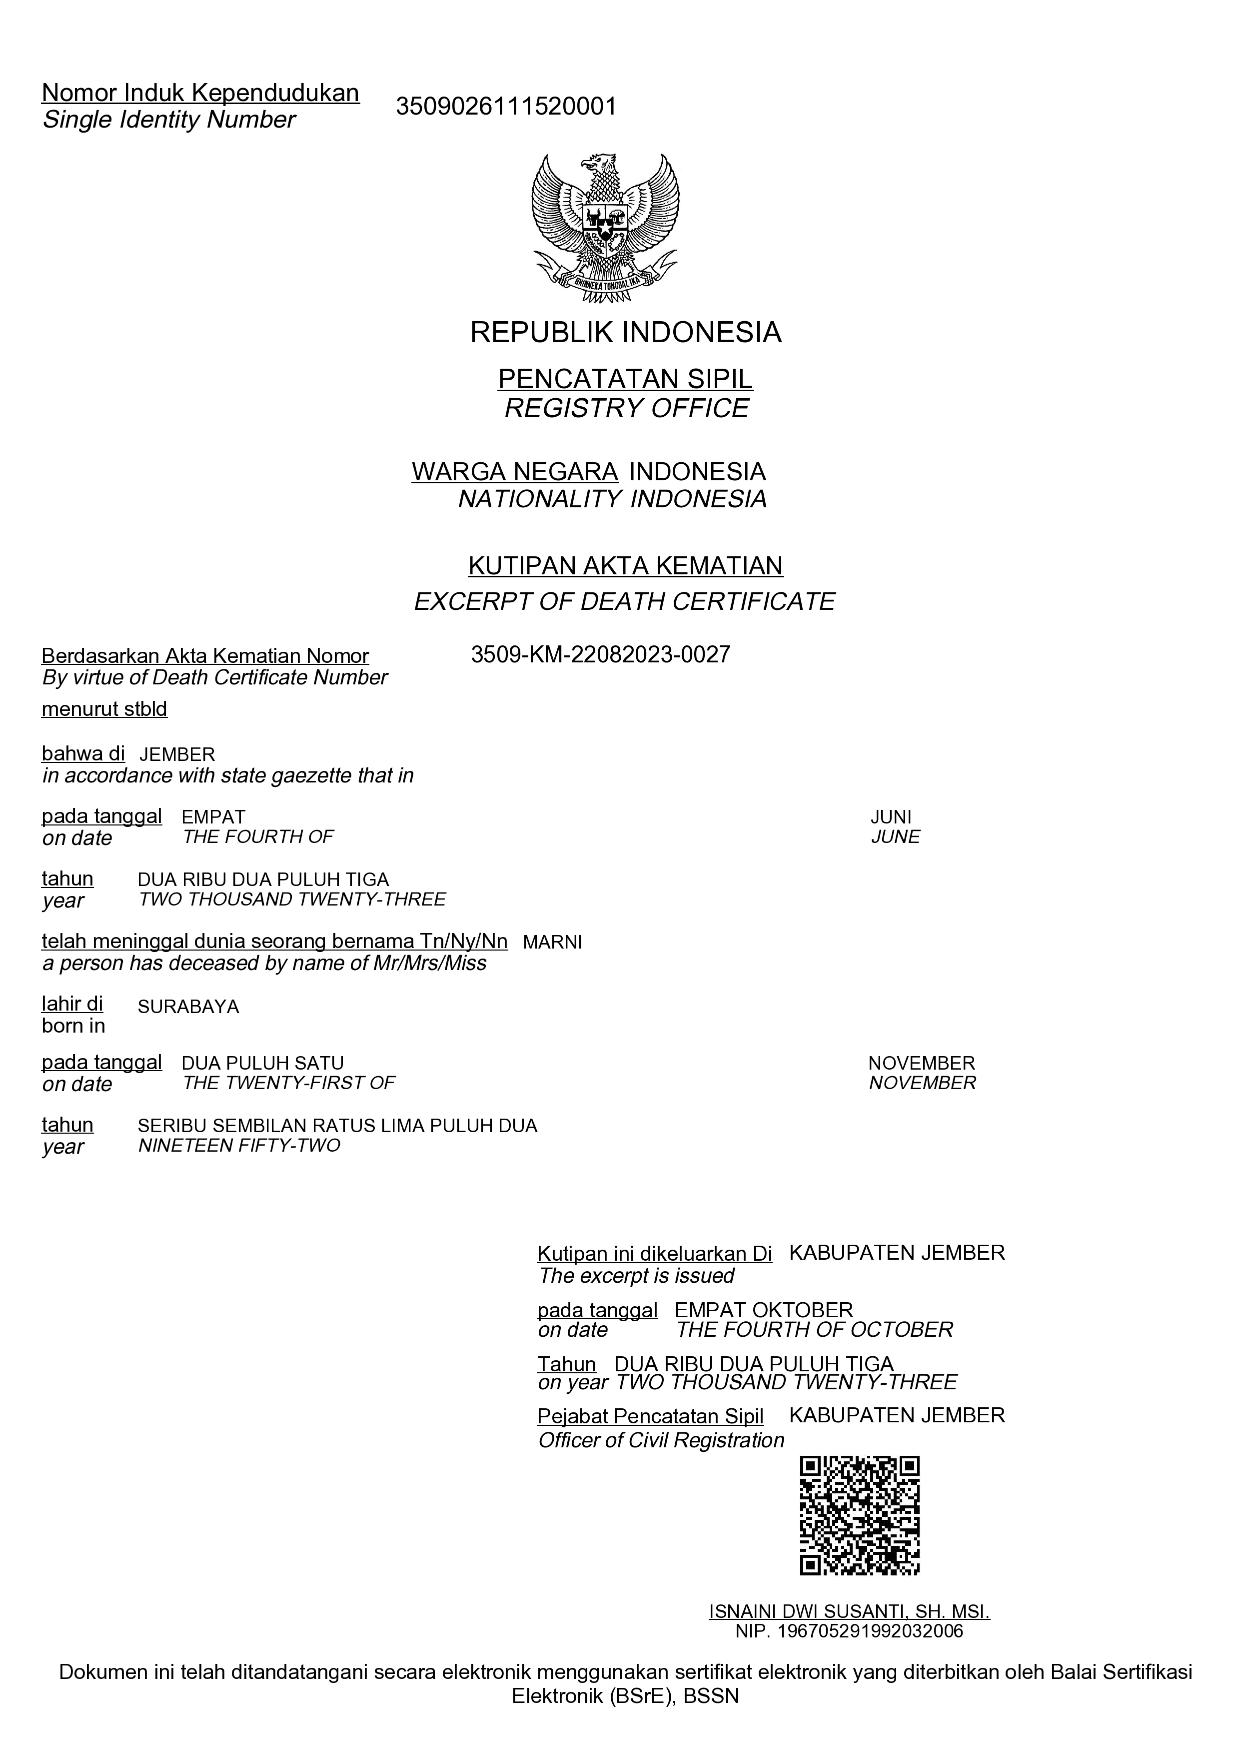 Nomor Induk Kependudukan 3509026111520001
Single Identity Number
BHINNEKA TUNGGAL IKA
REPUBLIK INDONESIA
PENCATATAN SIPIL
REGISTRY OFFICE
WARGA NEGARA INDONESIA
NATIONALITY INDONESIA
KUTIPAN AKTA KEMATIAN
EXCERPT OF DEATH CERTIFICATE
Berdasarkan Akta Kematian Nomor 3509-KM-22082023-0027
By virtue of Death Certificate Number
menurut stbld
bahwa di JEMBER
in accordance with state gaezette that in
pada tanggal EMPAT JUNI
on date THE FOURTH OF JUNE
tahun DUA RIBU DUA PULUH TIGA
year TWO THOUSAND TWENTY-THREE
telah meninggal dunia seorang bernama Tn/Ny/Nn MARNI
a person has deceased by name of Mr/Mrs/Miss
lahir di SURABAYA
born in
pada tanggal DUA PULUH SATU NOVEMBER
on date THE TWENTY-FIRST OF NOVEMBER
tahun SERIBU SEMBILAN RATUS LIMA PULUH DUA
year NINETEEN FIFTY-TWO
Kutipan ini dikeluarkan Di KABUPATEN JEMBER
The excerpt is issued
pada tanggal EMPAT OKTOBER
on date THE FOURTH OF OCTOBER
Tahun DUA RIBU DUA PULUH TIGA
on year TWO THOUSAND TWENTY-THREE
Pejabat Pencatatan Sipil KABUPATEN JEMBER
Officer of Civil Registration
ISNAINI DWI SUSANTI, SH. MSI.
NIP. 196705291992032006
Dokumen ini telah ditandatangani secara elektronik menggunakan sertifikat elektronik yang diterbitkan oleh Balai Sertifikasi
Elektronik (BSrE), BSSN